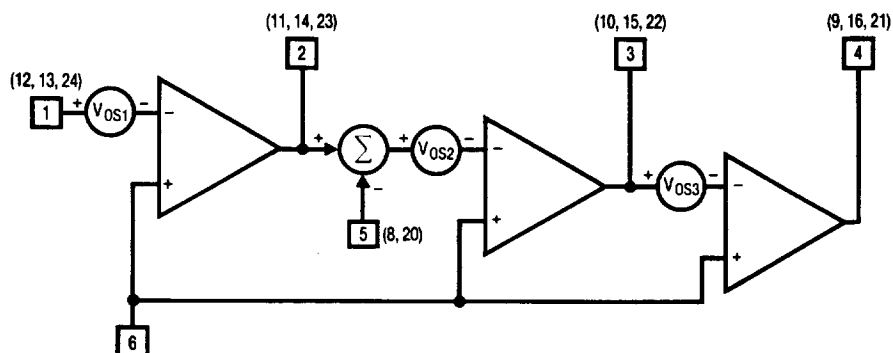 (11, 14, 23)
(10, 15, 22)
(9, 16, 21)
2
3
4
(12, 13, 24)
1
+
VOS1
−
−
+
+
Σ
+
VOS2
−
−
+
+
VOS3
−
−
+
−
5
(8, 20)
6